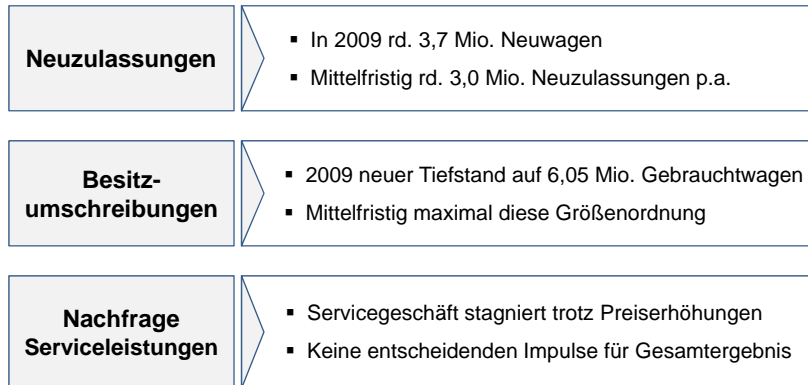 Neuzulassungen
▪ In 2009 rd. 3,7 Mio. Neuwagen
▪ Mittelfristig rd. 3,0 Mio. Neuzulassungen p.a.
Besitz-
umschreibungen
▪ 2009 neuer Tiefstand auf 6,05 Mio. Gebrauchtwagen
▪ Mittelfristig maximal diese Größenordnung
Nachfrage
Serviceleistungen
▪ Servicegeschäft stagniert trotz Preiserhöhungen
▪ Keine entscheidenden Impulse für Gesamtergebnis